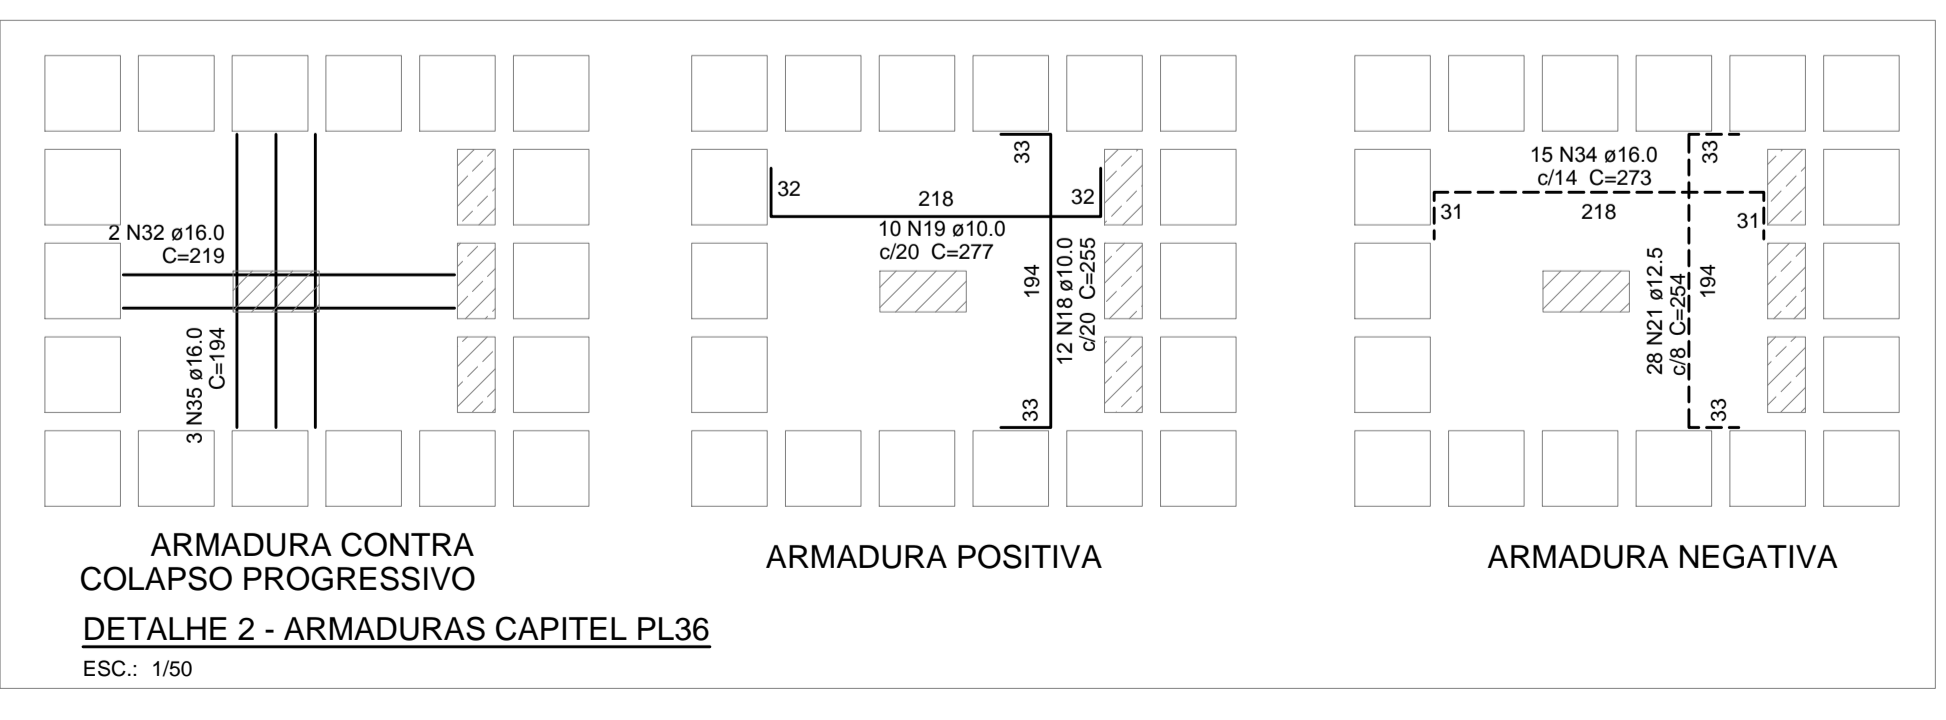 2 N32 ø16.0
C=219
3 N35 ø16.0
C=194
ARMADURA CONTRA
COLAPSO PROGRESSIVO
33
32
218
32
10 N19 ø10.0
c/20 C=277
194
12 N18 ø10.0
c/20 C=255
33
ARMADURA POSITIVA
15 N34 ø16.0
c/14 C=273
33
31
218
31
28 N21 ø12.5
c/8 C=254
194
33
ARMADURA NEGATIVA
DETALHE 2 - ARMADURAS CAPITEL PL36
ESC.: 1/50